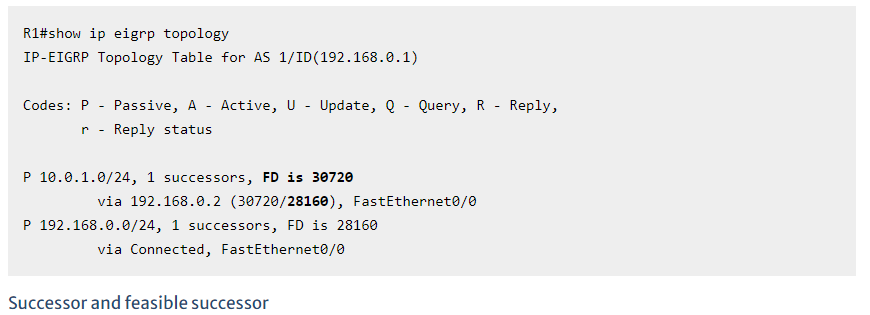 R1#show ip eigrp topology
IP-EIGRP Topology Table for AS 1/ID(192.168.0.1)
Codes: P - Passive, A - Active, U - Update, Q - Query, R - Reply,
r - Reply status
P 10.0.1.0/24, 1 successors, FD is 30720
via 192.168.0.2 (30720/28160), FastEthernet0/0
P 192.168.0.0/24, 1 successors, FD is 28160
via Connected, FastEthernet0/0
Successor and feasible successor